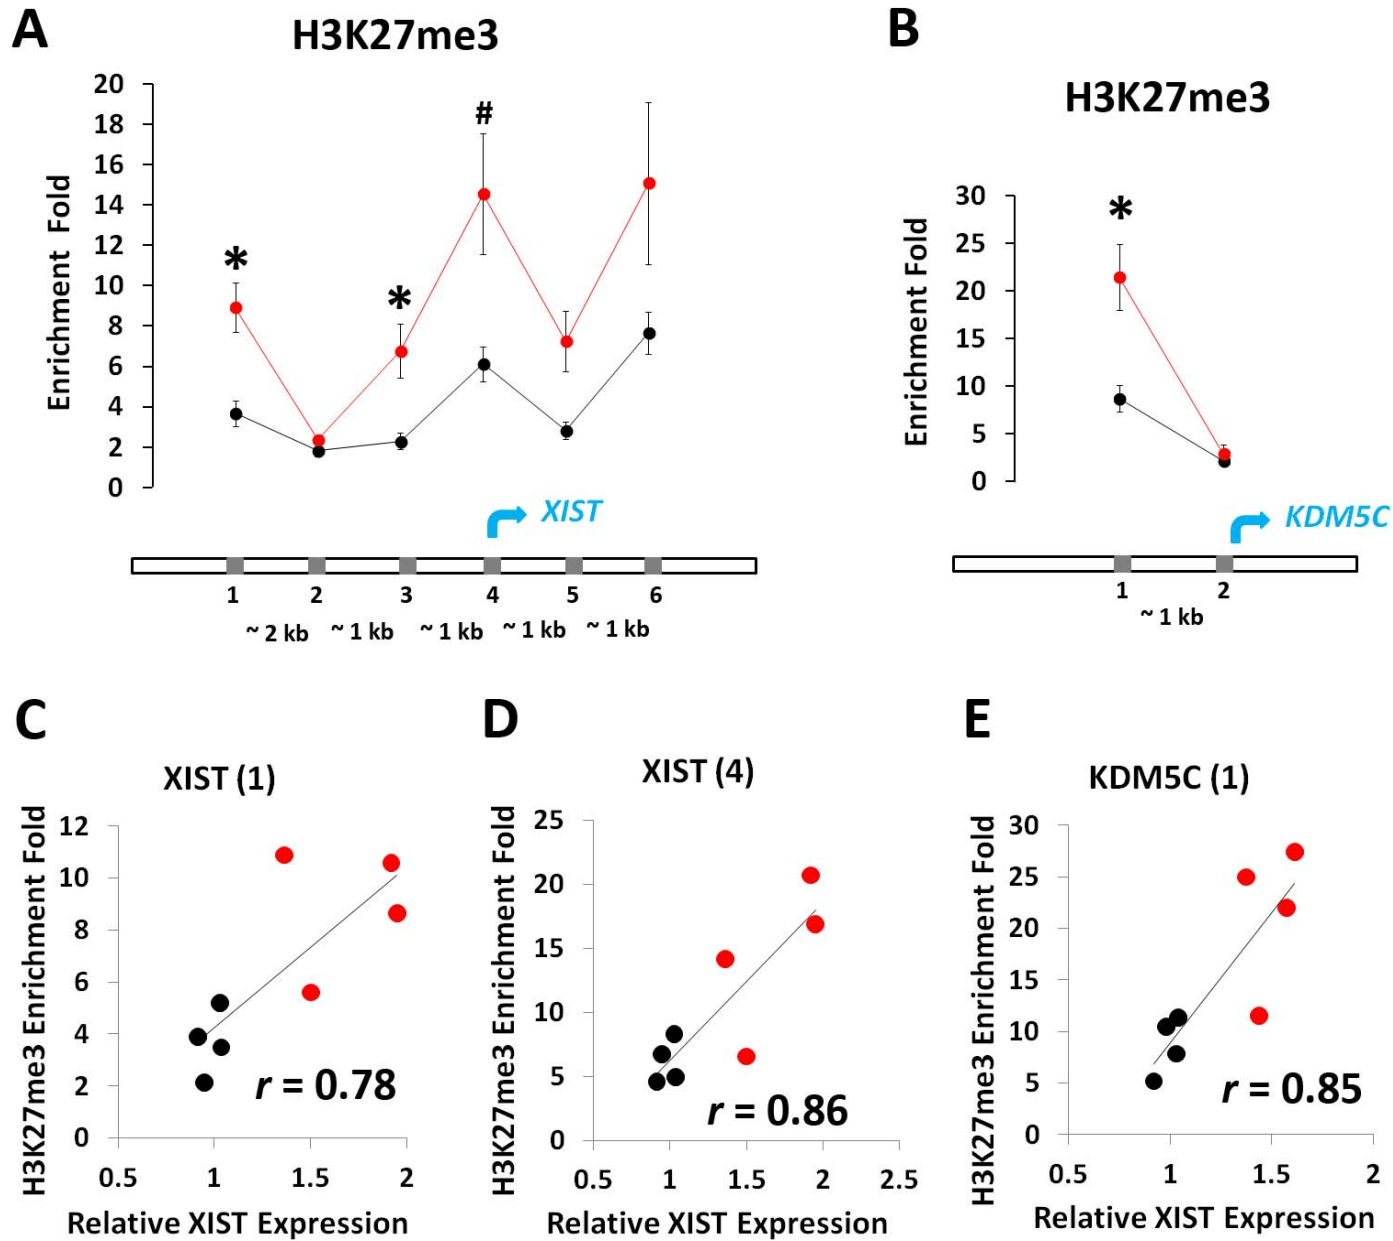 A
H3K27me3
Enrichment Fold
20
18
16
14
12
10
8
6
4
2
0
*
*
#
XIST
1 2 3 4 5 6
~ 2 kb ~ 1 kb ~ 1 kb ~ 1 kb ~ 1 kb
B
H3K27me3
Enrichment Fold
30
25
20
15
10
5
0
*
KDM5C
1 2
~ 1 kb
C
XIST (1)
H3K27me3 Enrichment Fold
12
10
8
6
4
2
0
r = 0.78
0.5 1 1.5 2
Relative XIST Expression
D
XIST (4)
H3K27me3 Enrichment Fold
25
20
15
10
5
0
r = 0.86
0.5 1 1.5 2 2.5
Relative XIST Expression
E
KDM5C (1)
H3K27me3 Enrichment Fold
30
25
20
15
10
5
0
r = 0.85
0.5 1 1.5 2
Relative XIST Expression